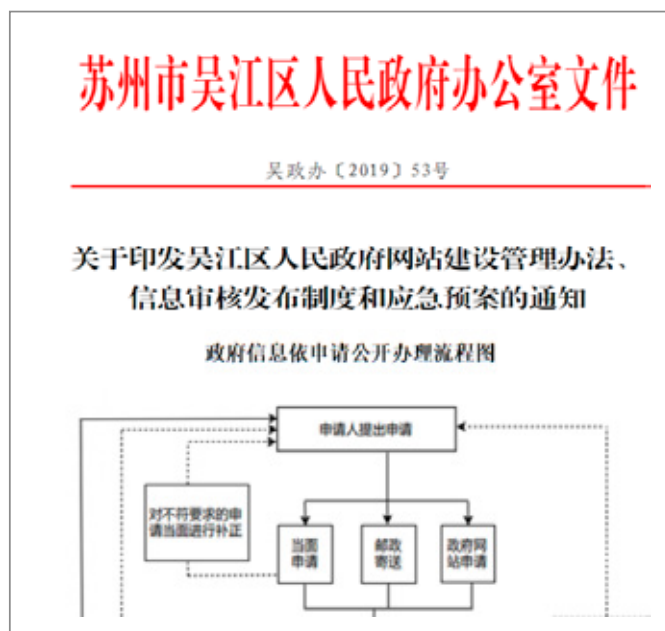 苏州市吴江区人民政府办公室文件
吴政办〔2019〕53号
关于印发吴江区人民政府网站建设管理办法、
信息审核发布制度和应急预案的通知
政府信息依申请公开办理流程图
申请人提出申请
对不符要求的申
请当面进行补正
当面
申请
邮政
寄送
政府网
站申请